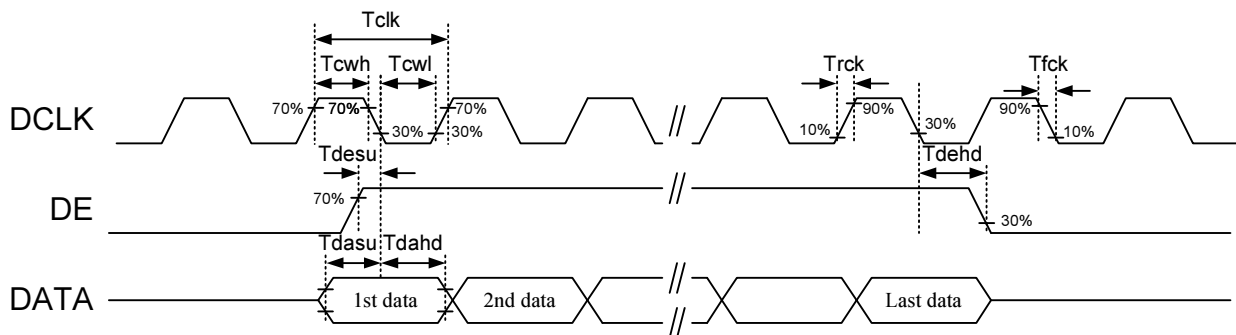 Tclk
Tcwh Tcwl Trck Tfck
DCLK 70% 70% 30% 30% 70% 10% 90% 30% 90% 10%
Tdesu Tdehd
DE 70% 30%
Tdasu Tdahd
DATA 1st data 2nd data Last data